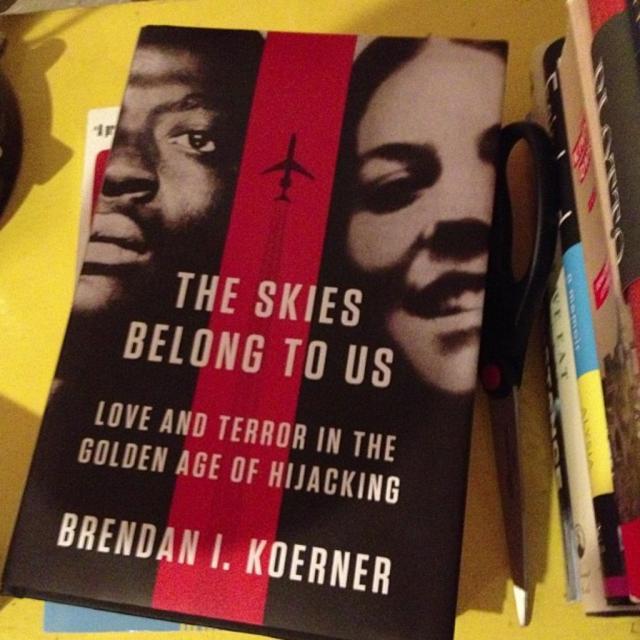 THE SKIES
BELONG TO US
LOVE AND TERROR IN THE
GOLDEN AGE OF HIJACKING
BRENDAN I. KOERNER